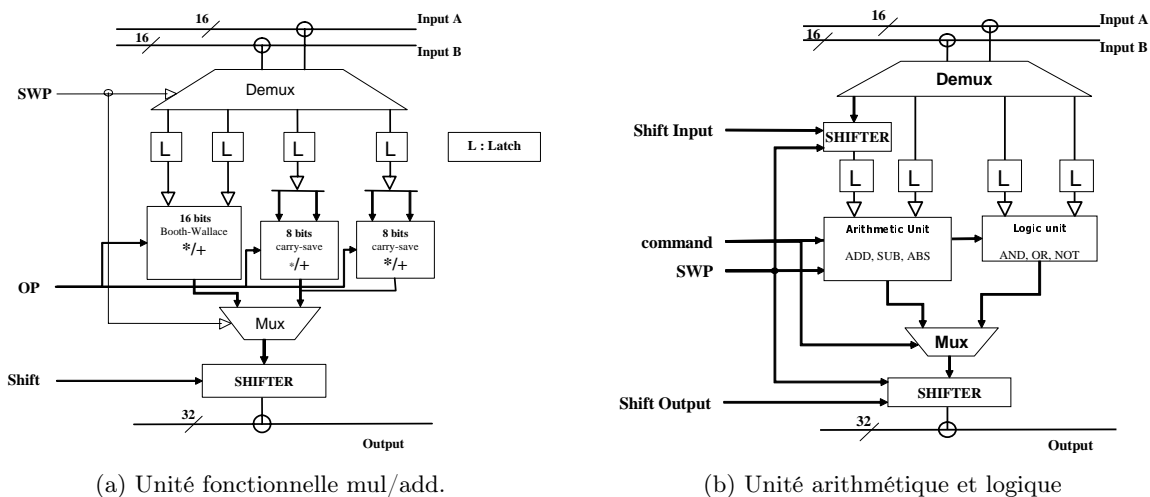 16
16
Input A
Input B
SWP
Demux
L
L
L
L
L : Latch
16 bits
Booth-Wallace
*/+
8 bits
carry-save
*/+
8 bits
carry-save
*/+
OP
Mux
Shift
SHIFTER
32
Output
(a) Unité fonctionnelle mul/add.
16
16
Input A
Input B
Demux
Shift Input
SHIFTER
L
L
L
L
command
SWP
Arithmetic Unit
ADD, SUB, ABS
Logic unit
AND, OR, NOT
Mux
Shift Output
SHIFTER
32
Output
(b) Unité arithmétique et logique